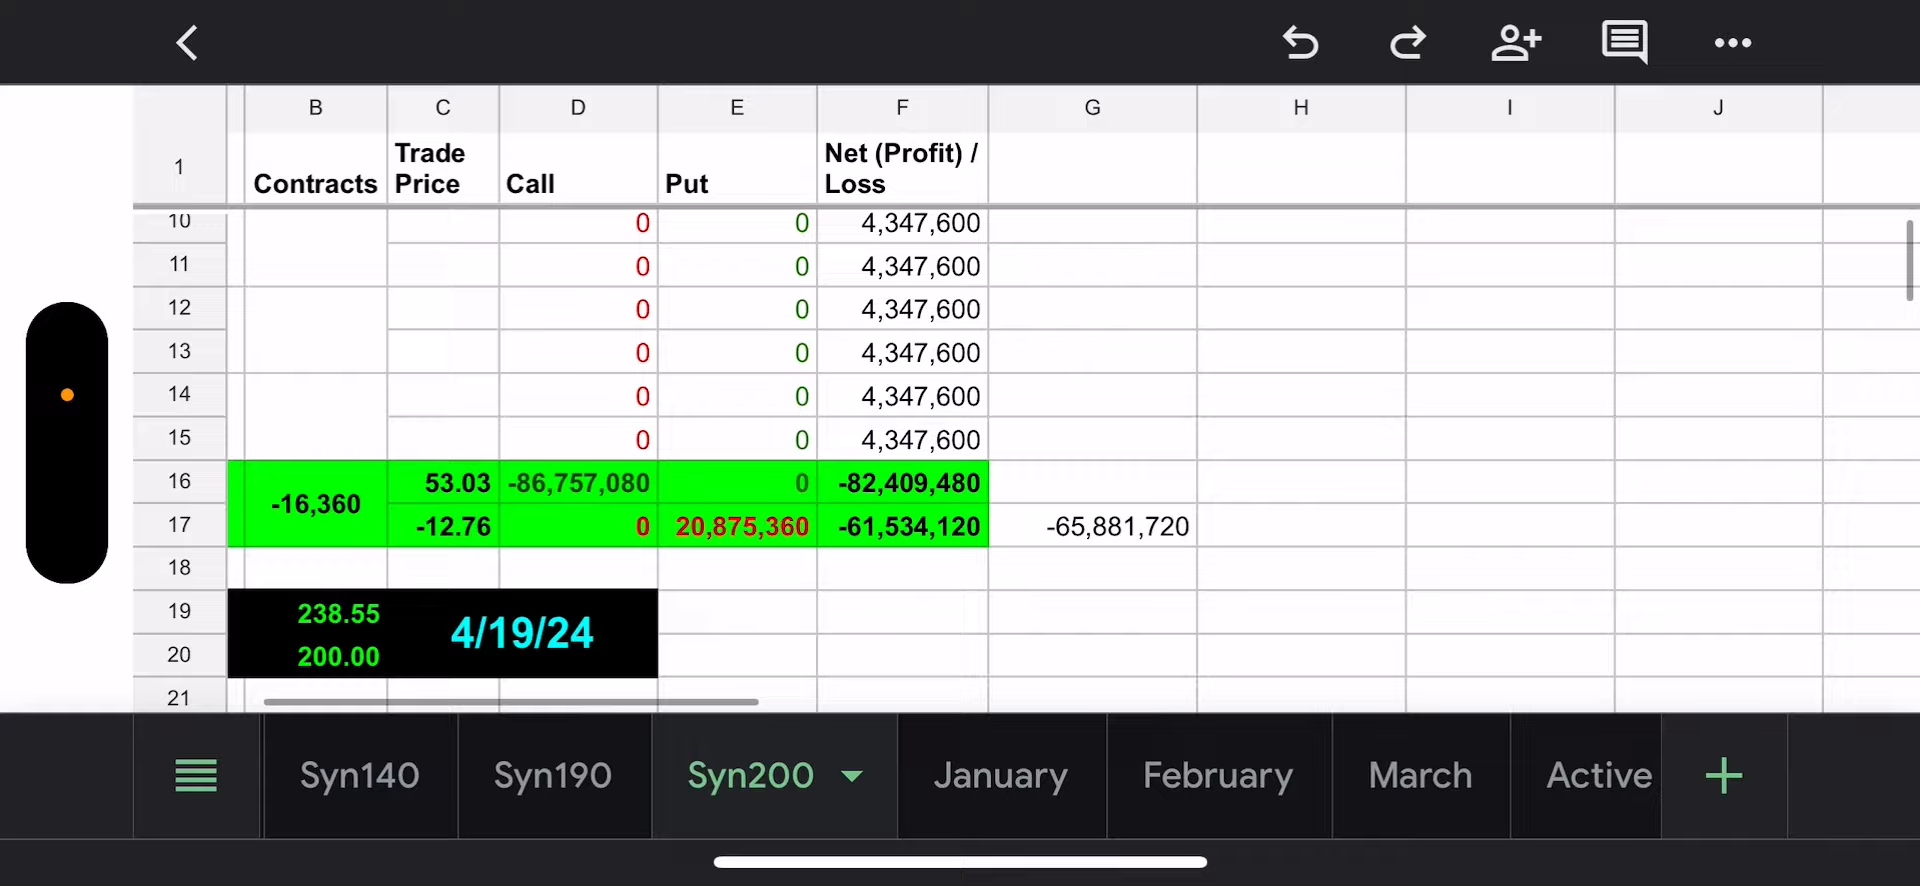 B C D E F G H I J
1 Contracts Trade Price Call Put Net (Profit) / Loss
10 0 0 4,347,600
11 0 0 4,347,600
12 0 0 4,347,600
13 0 0 4,347,600
14 0 0 4,347,600
15 0 0 4,347,600
16 -16,360 53.03 -86,757,080 0 -82,409,480
17 -12.76 0 20,875,360 -61,534,120 -65,881,720
18
19 238.55 4/19/24
20 200.00
21
Syn140 Syn190 Syn200 January February March Active